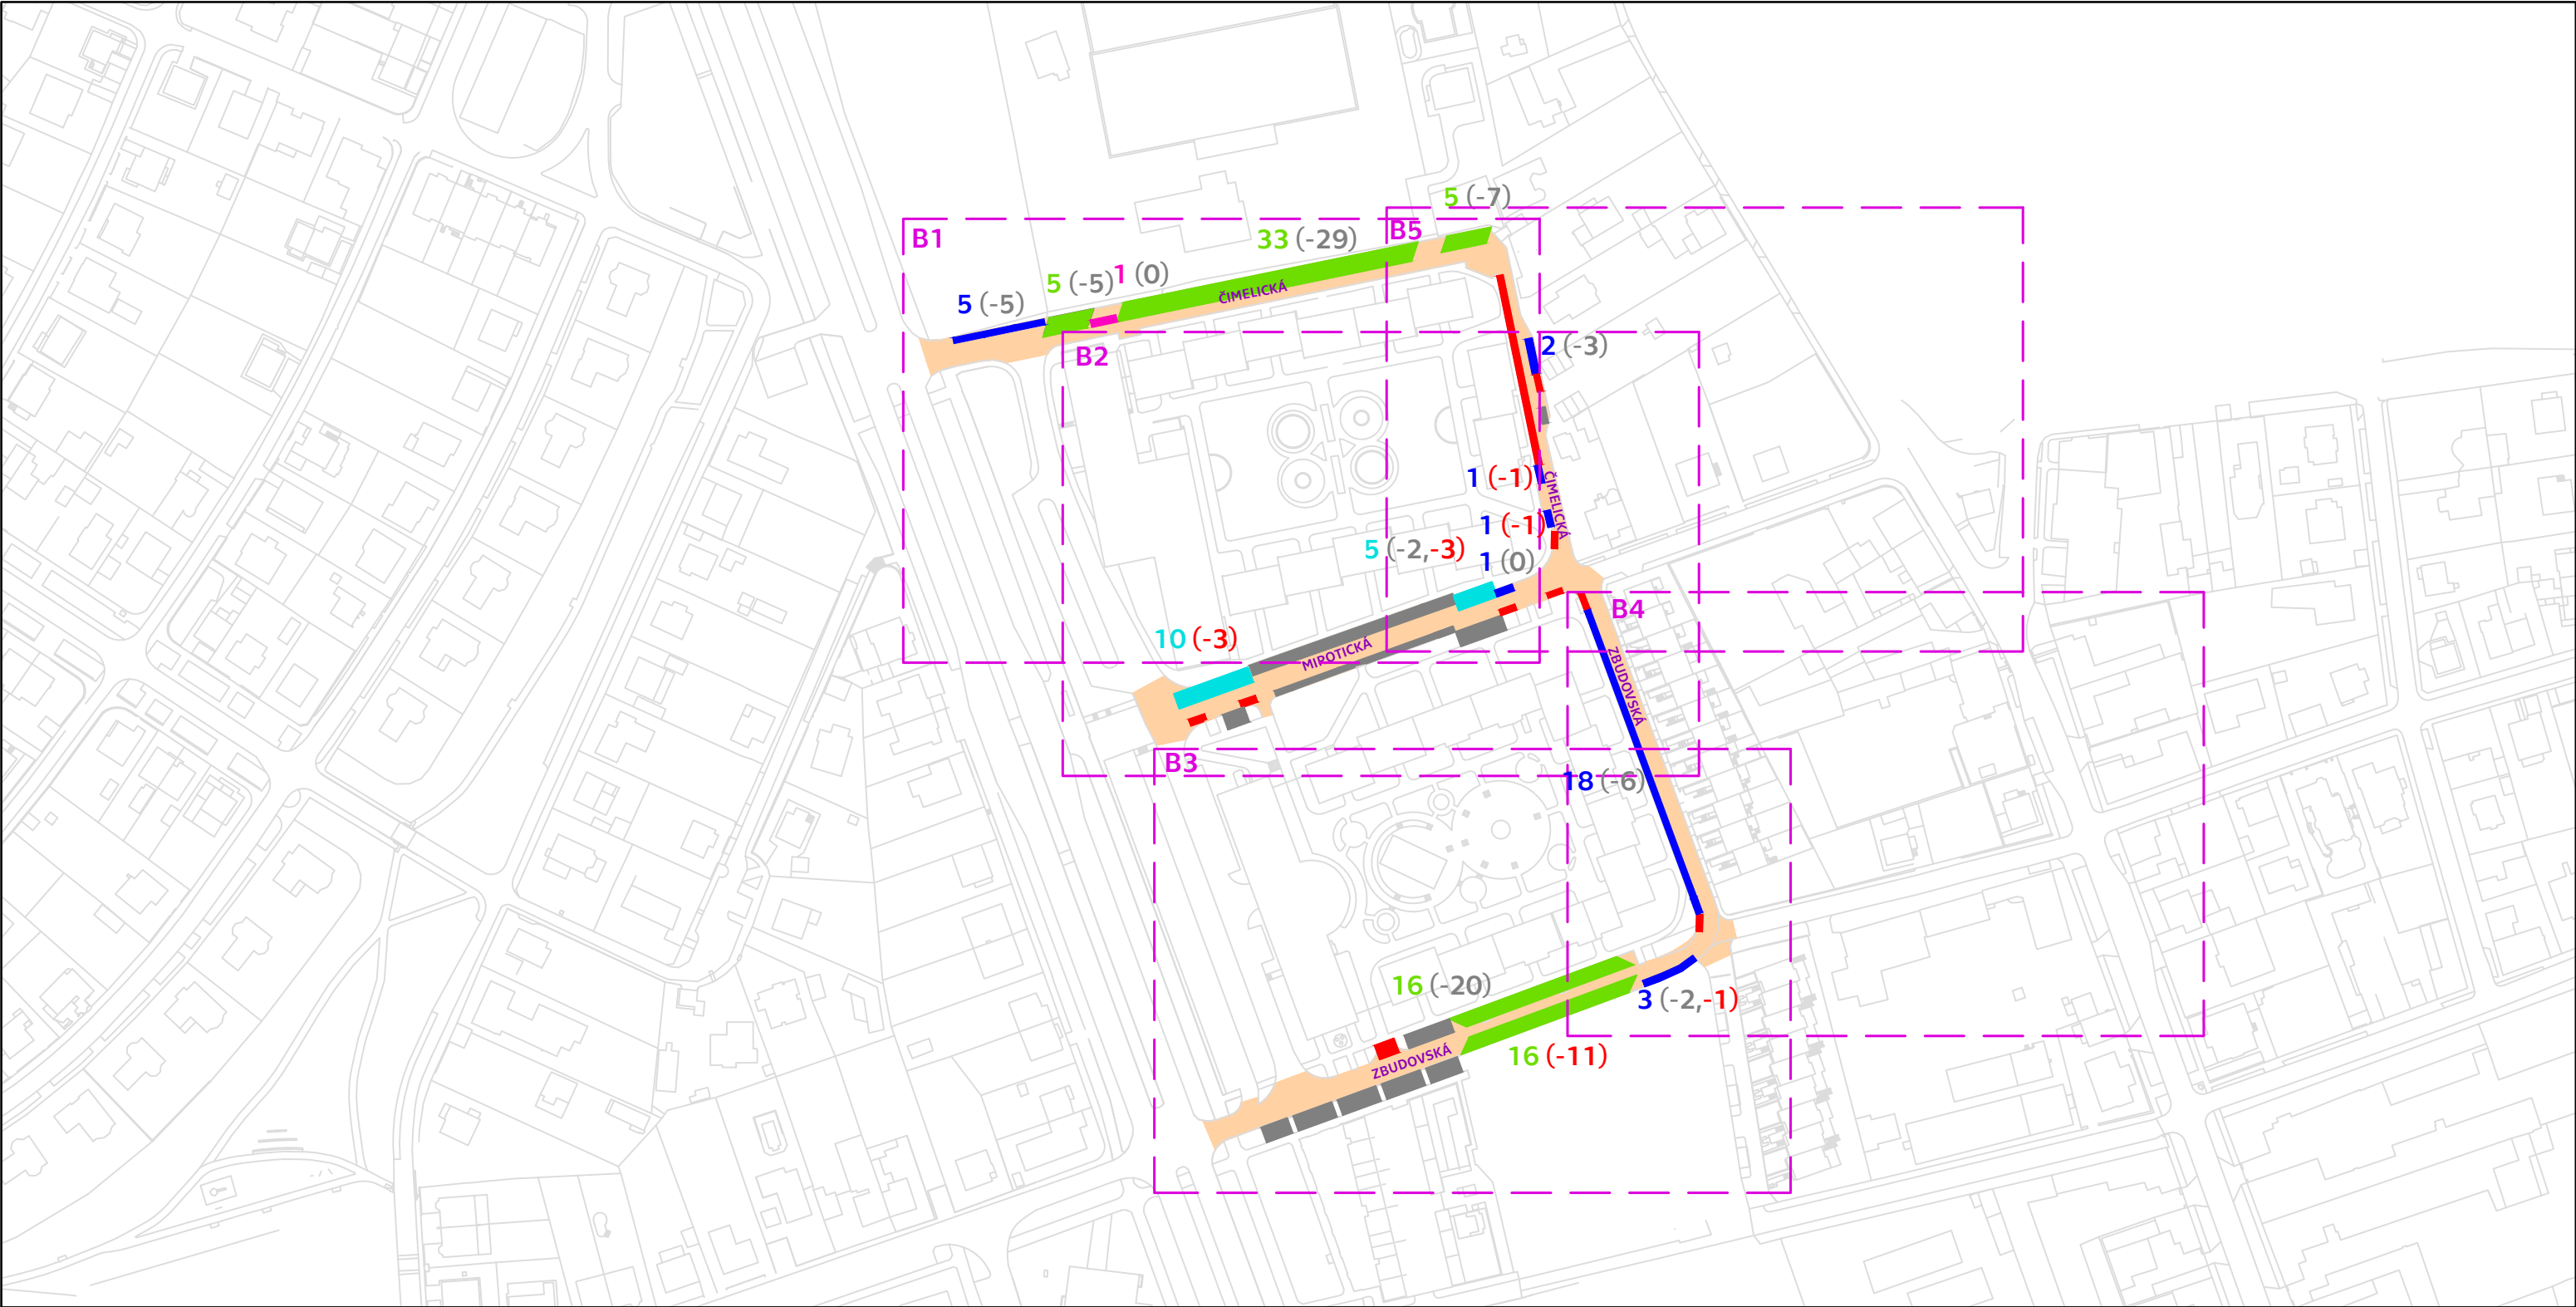 5 (-7)
B1
33 (-29)
B5
5 (-5)
1 (0)
5 (-5)
ČIMELICKÁ
B2
2 (-3)
1 (-1)
ČIMELICKÁ
1 (-1)
5 (-2,-3)
1 (0)
B4
10 (-3)
MIROTICKÁ
ZBUDOVSKÁ
B3
18 (-6)
16 (-20)
3 (-2,-1)
ZBUDOVSKÁ
16 (-11)